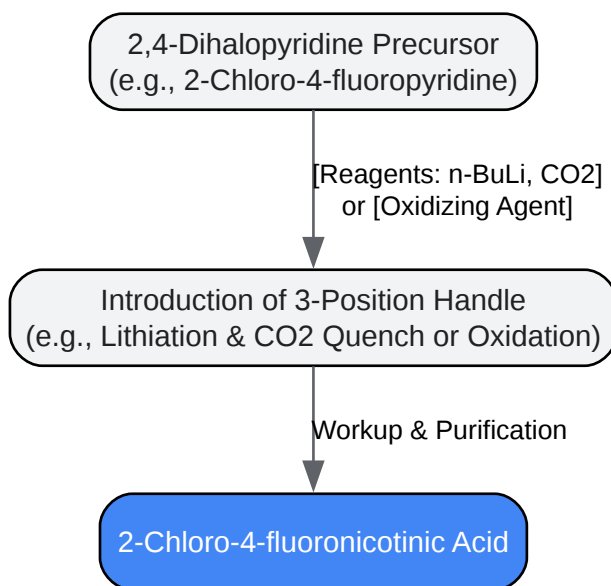 2,4-Dihalopyridine Precursor
(e.g., 2-Chloro-4-fluoropyridine)
[Reagents: n-BuLi, CO2]
or [Oxidizing Agent]
Introduction of 3-Position Handle
(e.g., Lithiation & CO2 Quench or Oxidation)
Workup & Purification
2-Chloro-4-fluoronicotinic Acid